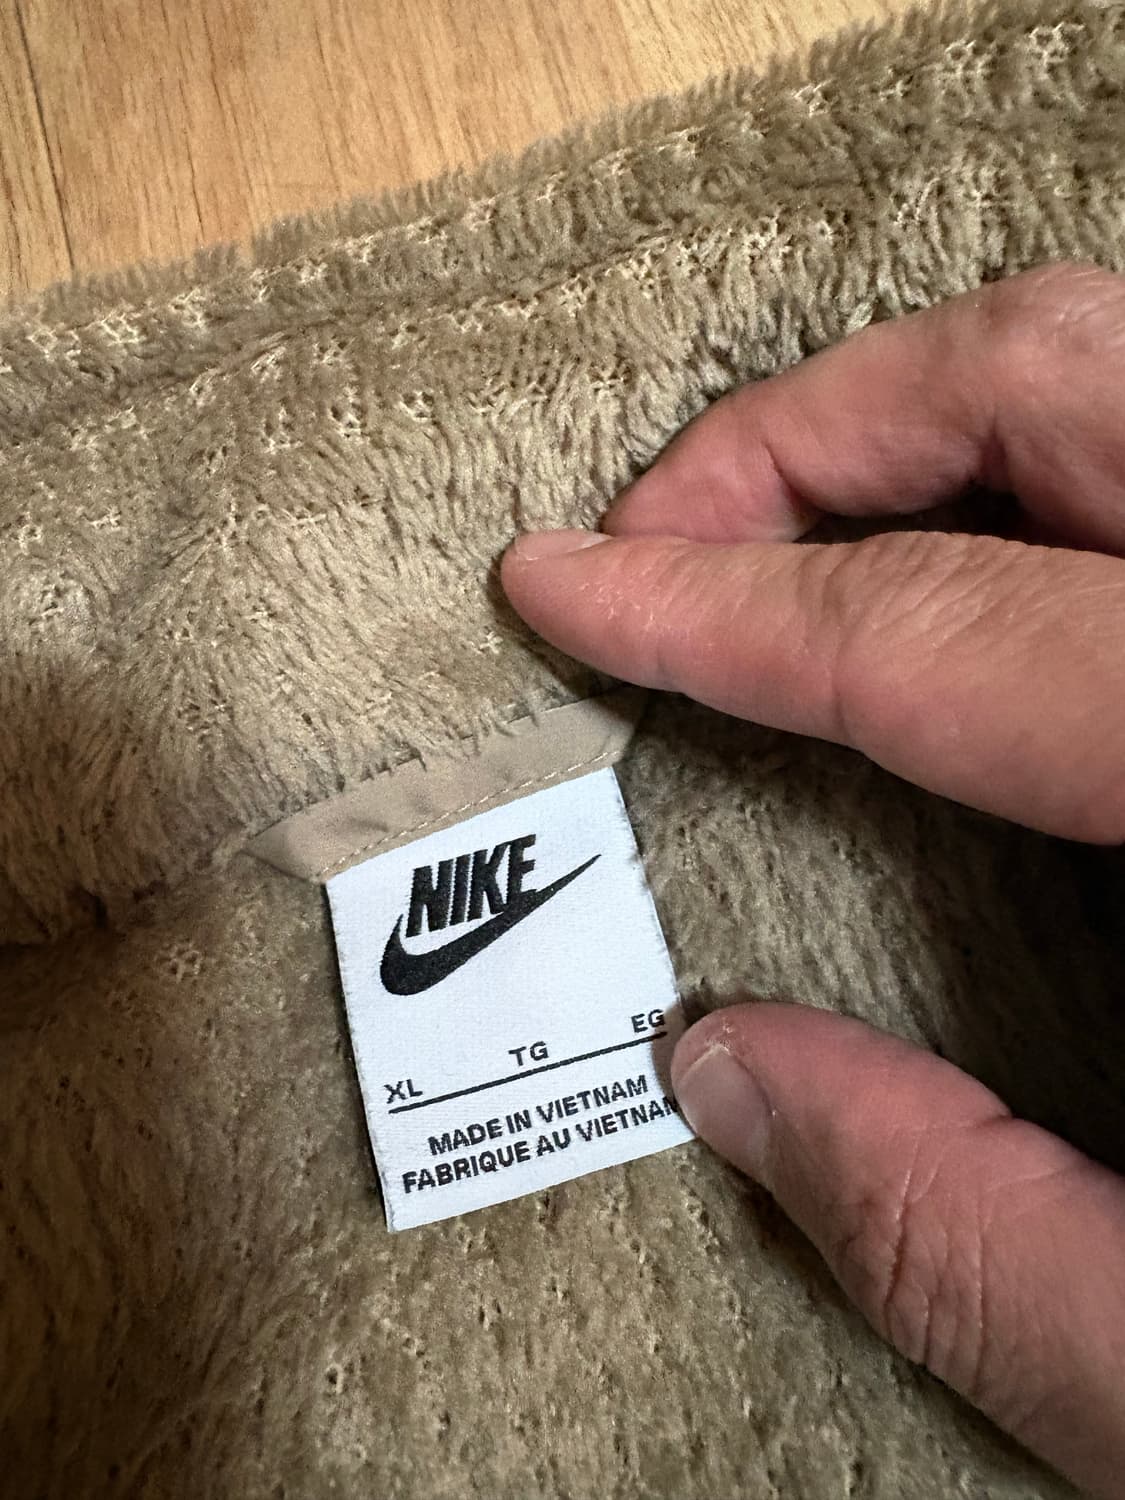 NIKE
XL TG EG
MADE IN VIETNAM
FABRIQUE AU VIETNAM